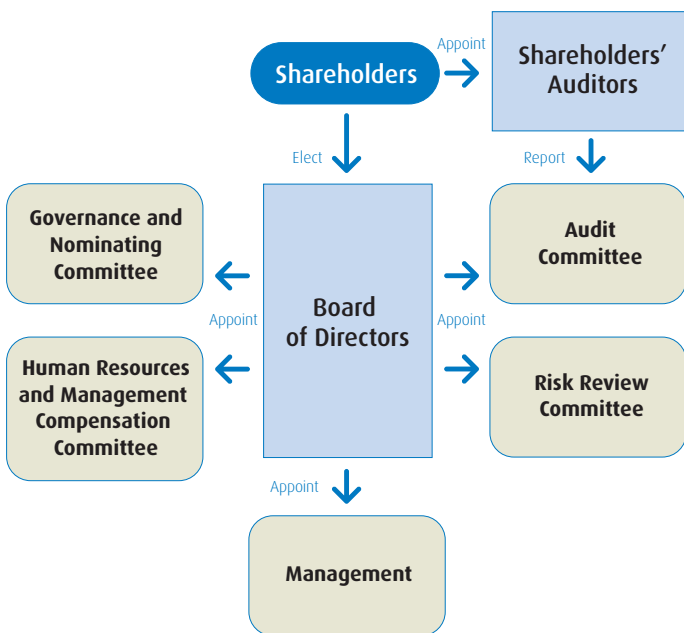 Shareholders
Appoint
Shareholders’
Auditors
Elect
Report
Governance and
Nominating
Committee
Audit
Committee
Board
of Directors
Appoint
Appoint
Human Resources
and Management
Compensation
Committee
Risk Review
Committee
Appoint
Management